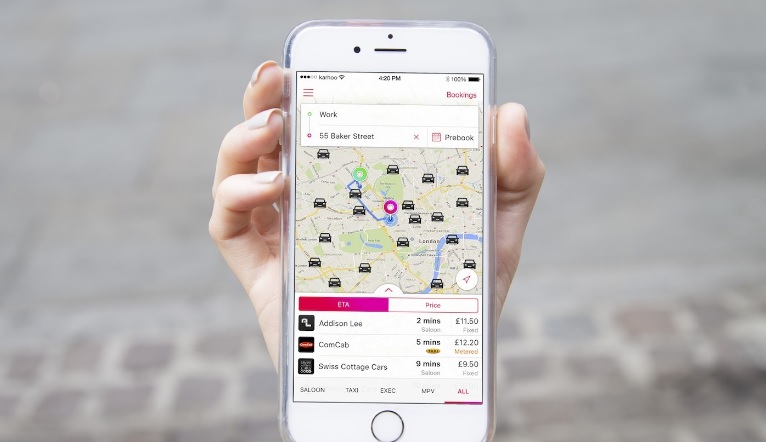 karhoo 4:20 PM 100%
Bookings
Work
55 Baker Street × Prebook
London
ETA Price
Addison Lee 2 mins £11.50
Saloon Fixed
ComCab 5 mins £12.20
TAXI Metered
Swiss Cottage Cars 9 mins £9.50
Saloon Fixed
SALOON TAXI EXEC MPV ALL